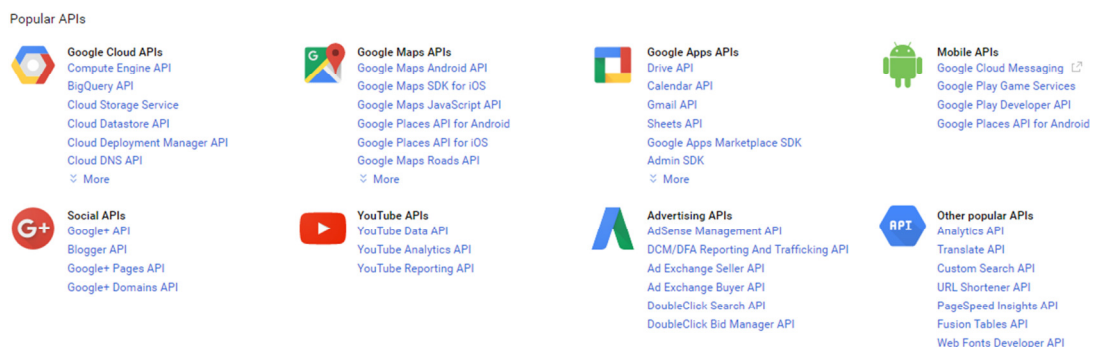 Popular APIs
Google Cloud APIs
Compute Engine API
BigQuery API
Cloud Storage Service
Cloud Datastore API
Cloud Deployment Manager API
Cloud DNS API
More
Google Maps APIs
Google Maps Android API
Google Maps SDK for iOS
Google Maps JavaScript API
Google Places API for Android
Google Places API for iOS
Google Maps Roads API
More
Google Apps APIs
Drive API
Calendar API
Gmail API
Sheets API
Google Apps Marketplace SDK
Admin SDK
More
Mobile APIs
Google Cloud Messaging
Google Play Game Services
Google Play Developer API
Google Places API for Android
G+
Social APIs
Google+ API
Blogger API
Google+ Pages API
Google+ Domains API
YouTube APIs
YouTube Data API
YouTube Analytics API
YouTube Reporting API
Advertising APIs
AdSense Management API
DCM/DFA Reporting And Trafficking API
Ad Exchange Seller API
Ad Exchange Buyer API
DoubleClick Search API
DoubleClick Bid Manager API
API
Other popular APIs
Analytics API
Translate API
Custom Search API
URL Shortener API
PageSpeed Insights API
Fusion Tables API
Web Fonts Developer API